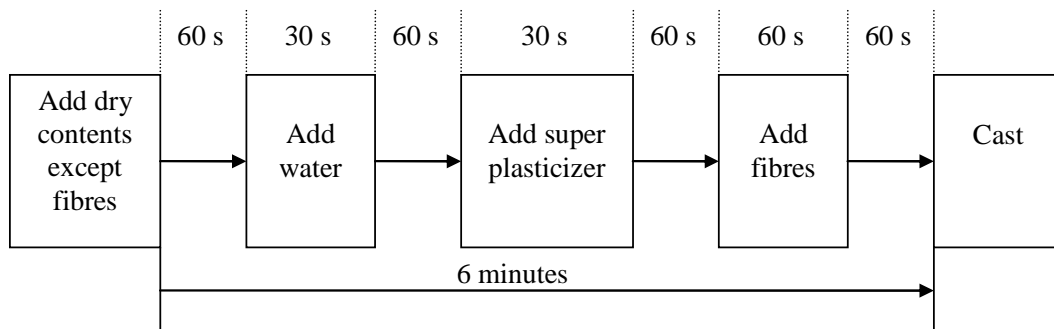 60 s 30 s 60 s 30 s 60 s 60 s 60 s
Add dry
contents
except
fibres
Add
water
Add super
plasticizer
Add
fibres
Cast
6 minutes